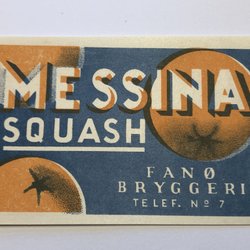 MESSINA
SQUASH
FANØ
BRYGGERI
TELEF. Nº 7